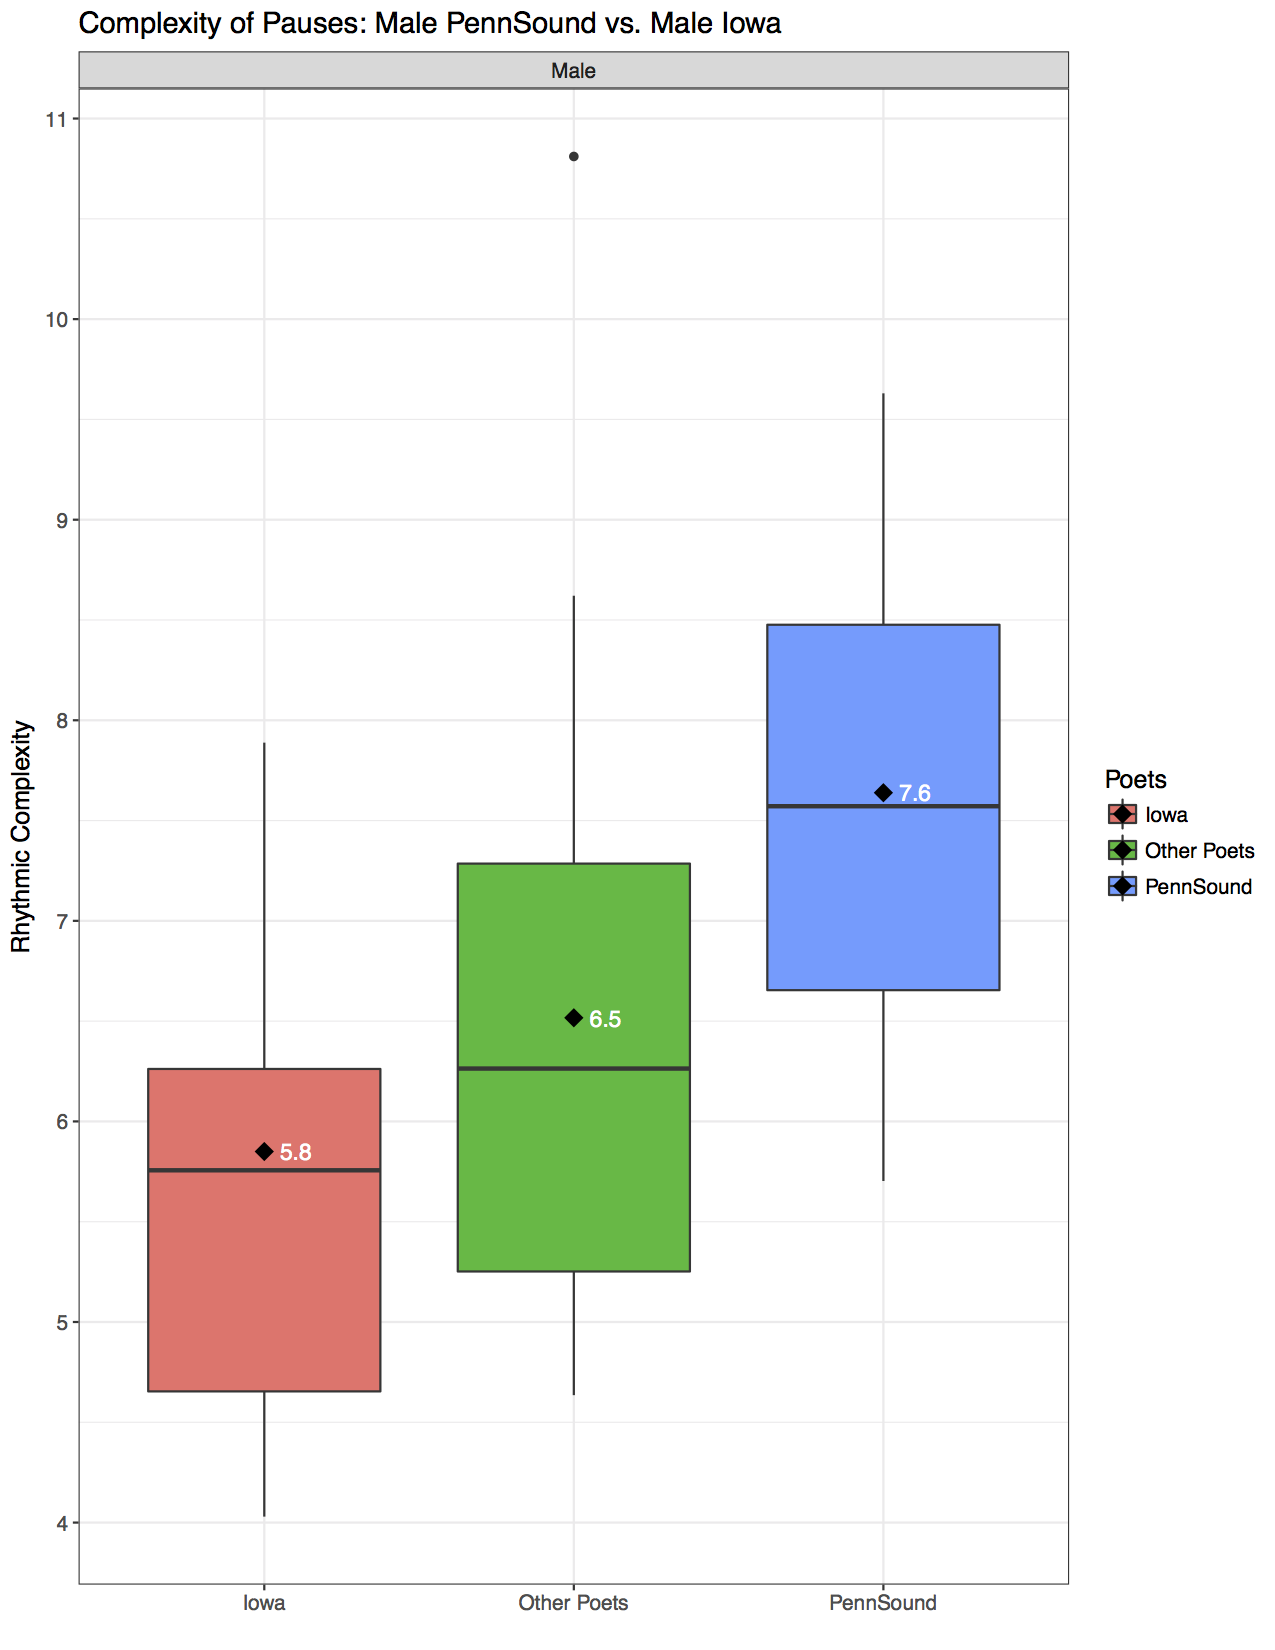 Complexity of Pauses: Male PennSound vs. Male Iowa
Male
11
10
9
8
7
6
5
4
Rhythmic Complexity
7.6
6.5
5.8
Iowa
Other Poets
PennSound
Poets
Iowa
Other Poets
PennSound